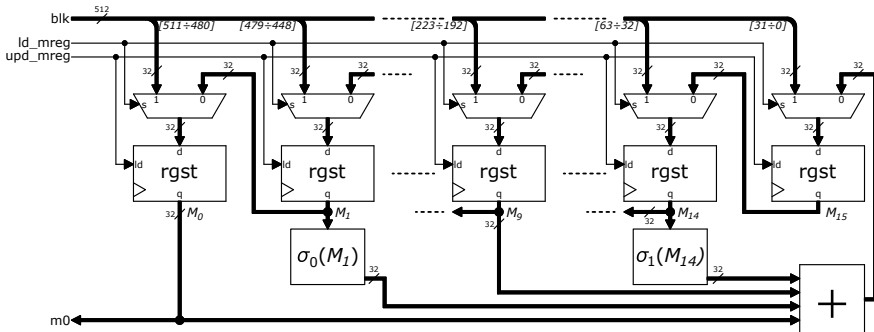 512
blk
[511÷480] [479÷448] [223÷192] [63÷32] [31÷0]
ld_mreg
upd_mreg
32 32 32 32 32 32 32 32 32 32
1 0 1 0 1 0 1 0 1 0
s s s s s
32 32 32 32 32
d d d d d
ld ld ld ld ld
rgst rgst rgst rgst rgst
q q q q q
32 M0 M1 M9 32 M14 M15
32
σ0(M1) σ1(M14)
32 32 32
+
m0